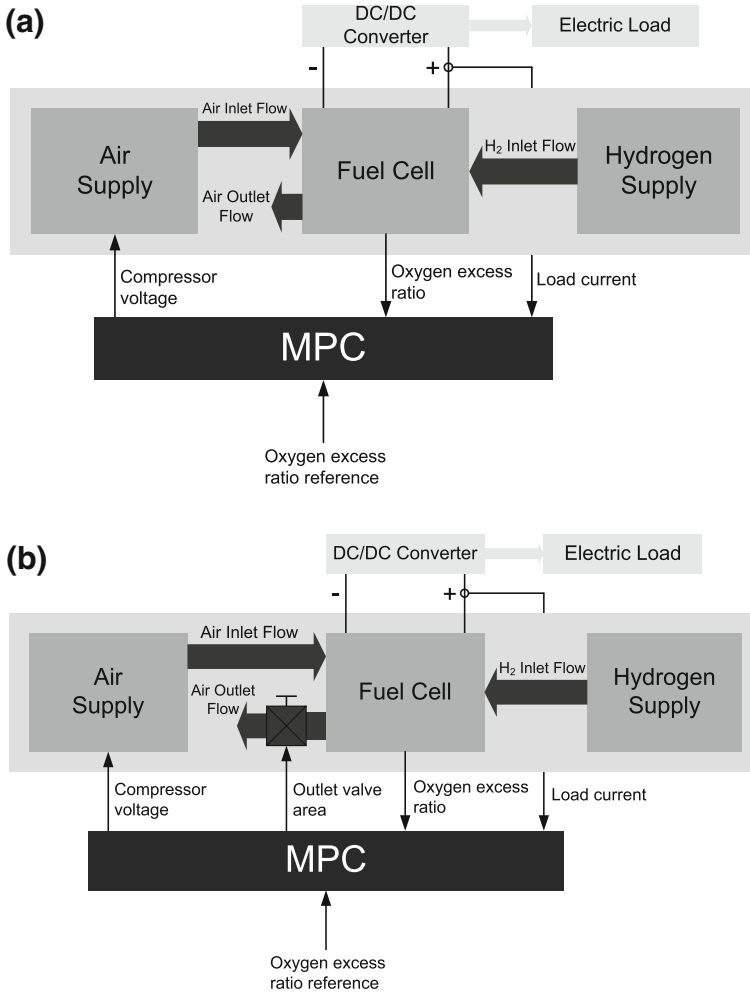 (a)
DC/DC
Converter
Electric Load
-
+
Air Inlet Flow
Air
Supply
Fuel Cell
H₂ Inlet Flow
Hydrogen
Supply
Air Outlet
Flow
Compressor
voltage
Oxygen excess
ratio
Load current
MPC
Oxygen excess
ratio reference
(b)
DC/DC Converter
Electric Load
-
+
Air Inlet Flow
Air
Supply
Fuel Cell
H₂ Inlet Flow
Hydrogen
Supply
Air Outlet
Flow
Compressor
voltage
Outlet valve
area
Oxygen excess
ratio
Load current
MPC
Oxygen excess
ratio reference